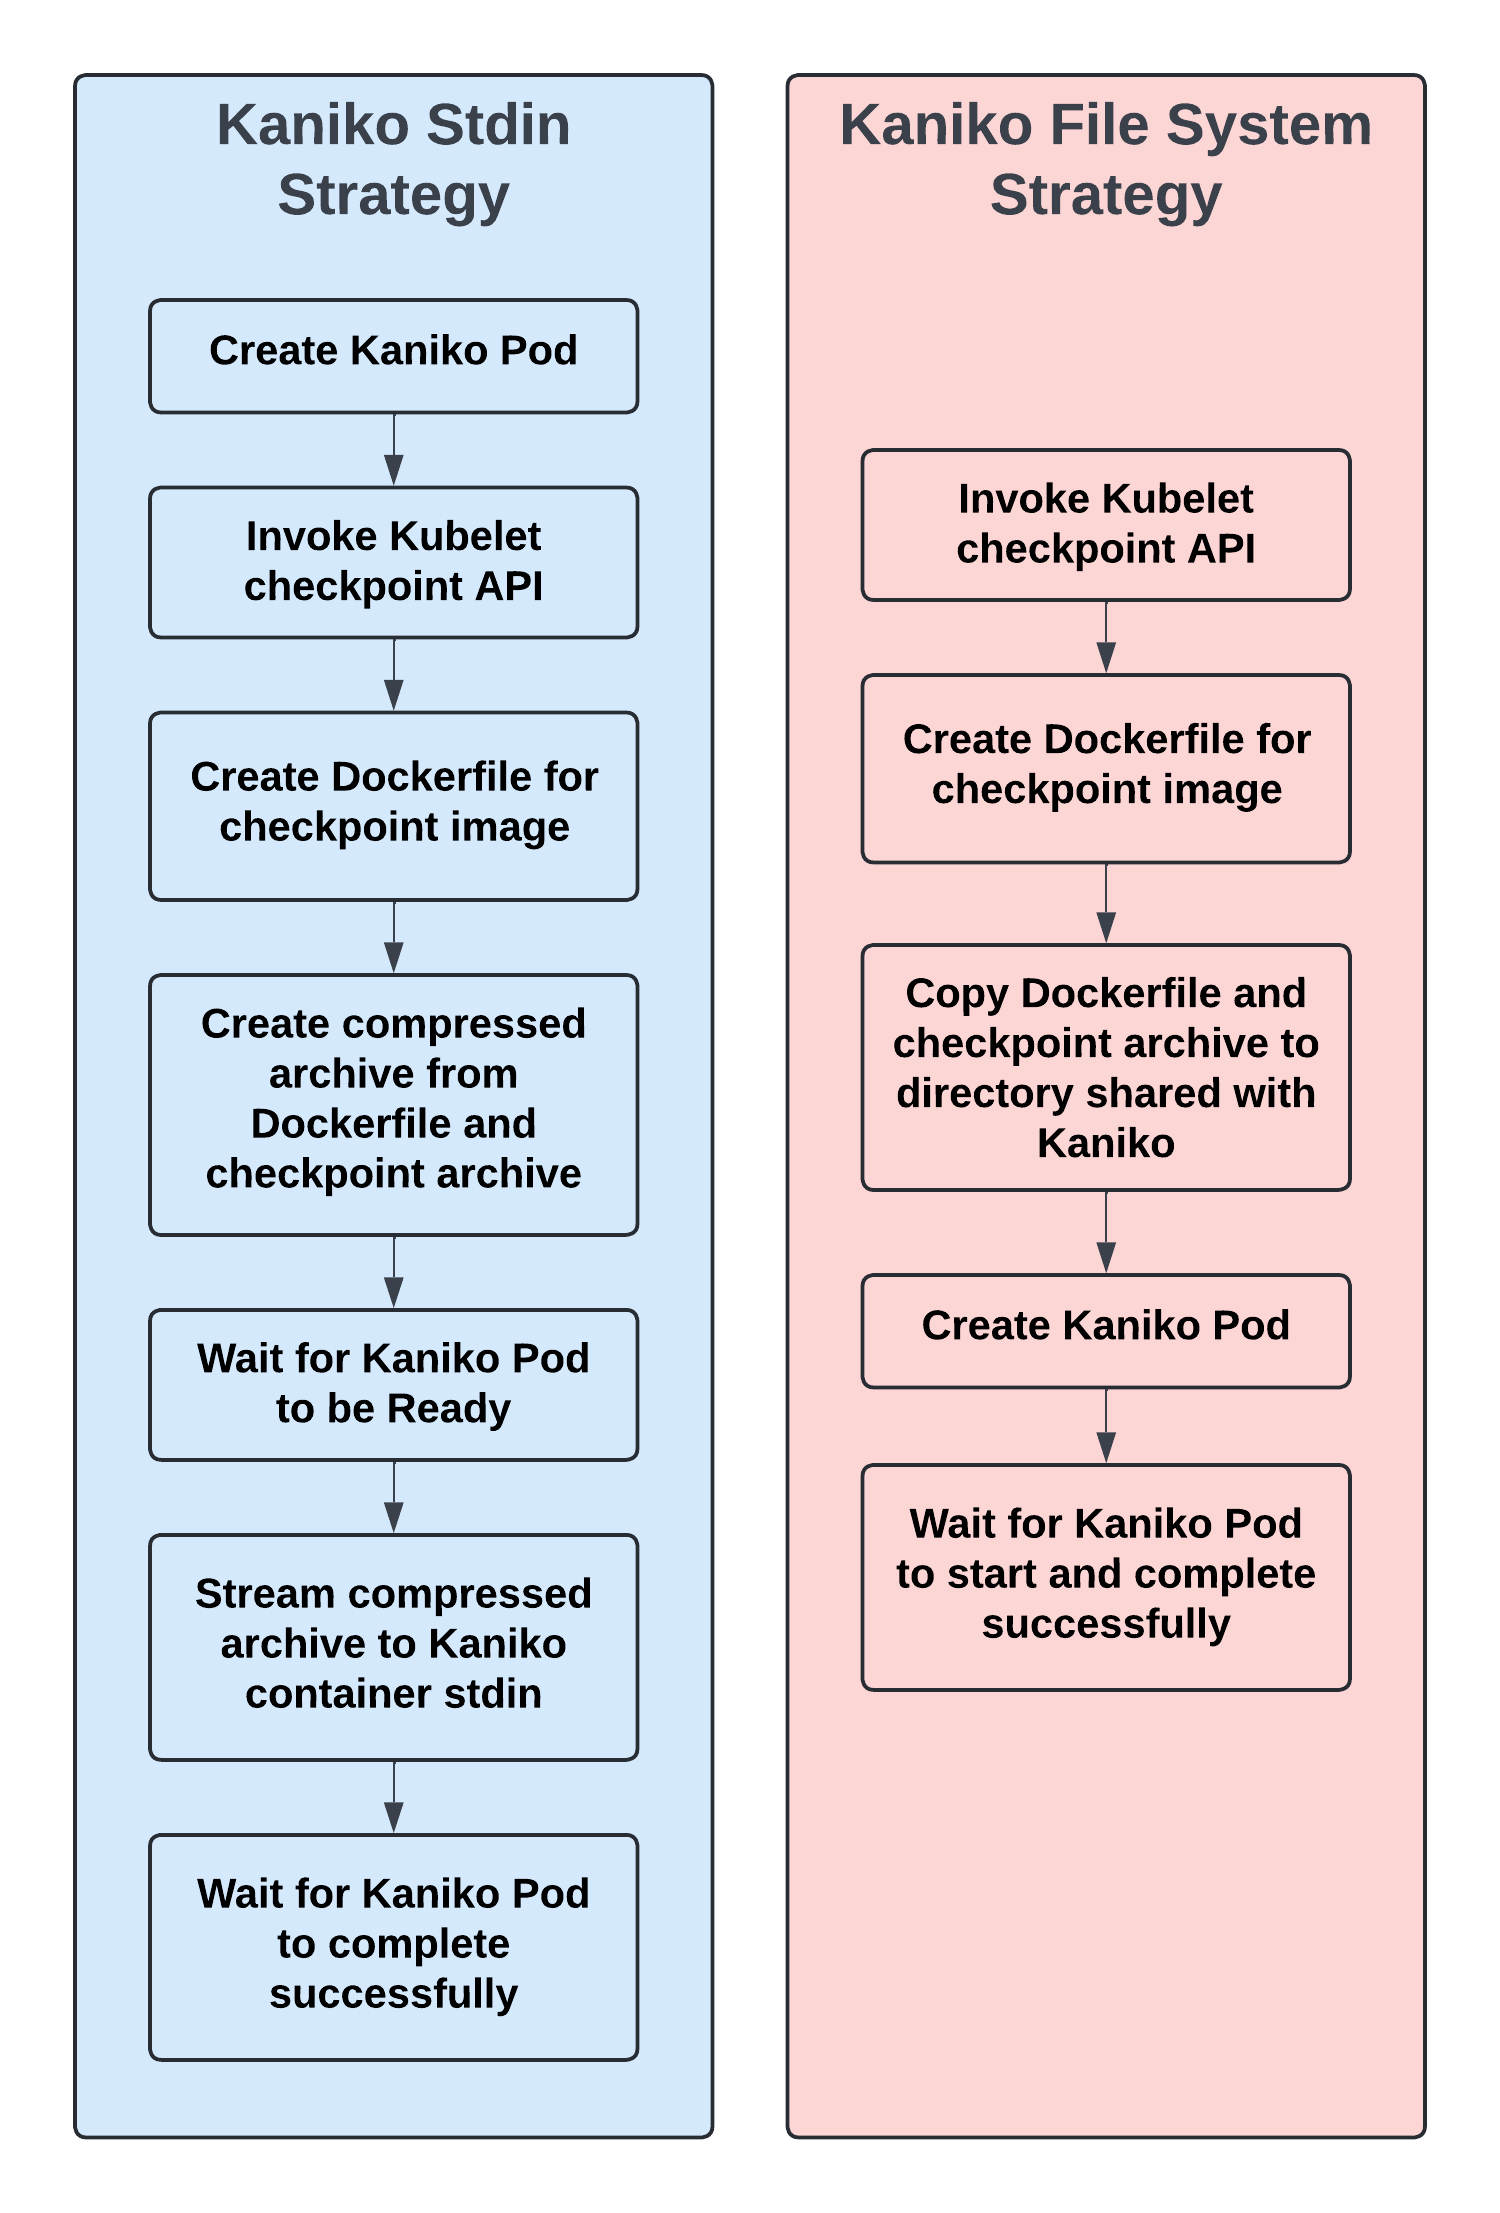 Kaniko Stdin
Strategy
Create Kaniko Pod
Invoke Kubelet
checkpoint API
Create Dockerfile for
checkpoint image
Create compressed
archive from
Dockerfile and
checkpoint archive
Wait for Kaniko Pod
to be Ready
Stream compressed
archive to Kaniko
container stdin
Wait for Kaniko Pod
to complete
successfully
Kaniko File System
Strategy
Invoke Kubelet
checkpoint API
Create Dockerfile for
checkpoint image
Copy Dockerfile and
checkpoint archive to
directory shared with
Kaniko
Create Kaniko Pod
Wait for Kaniko Pod
to start and complete
successfully